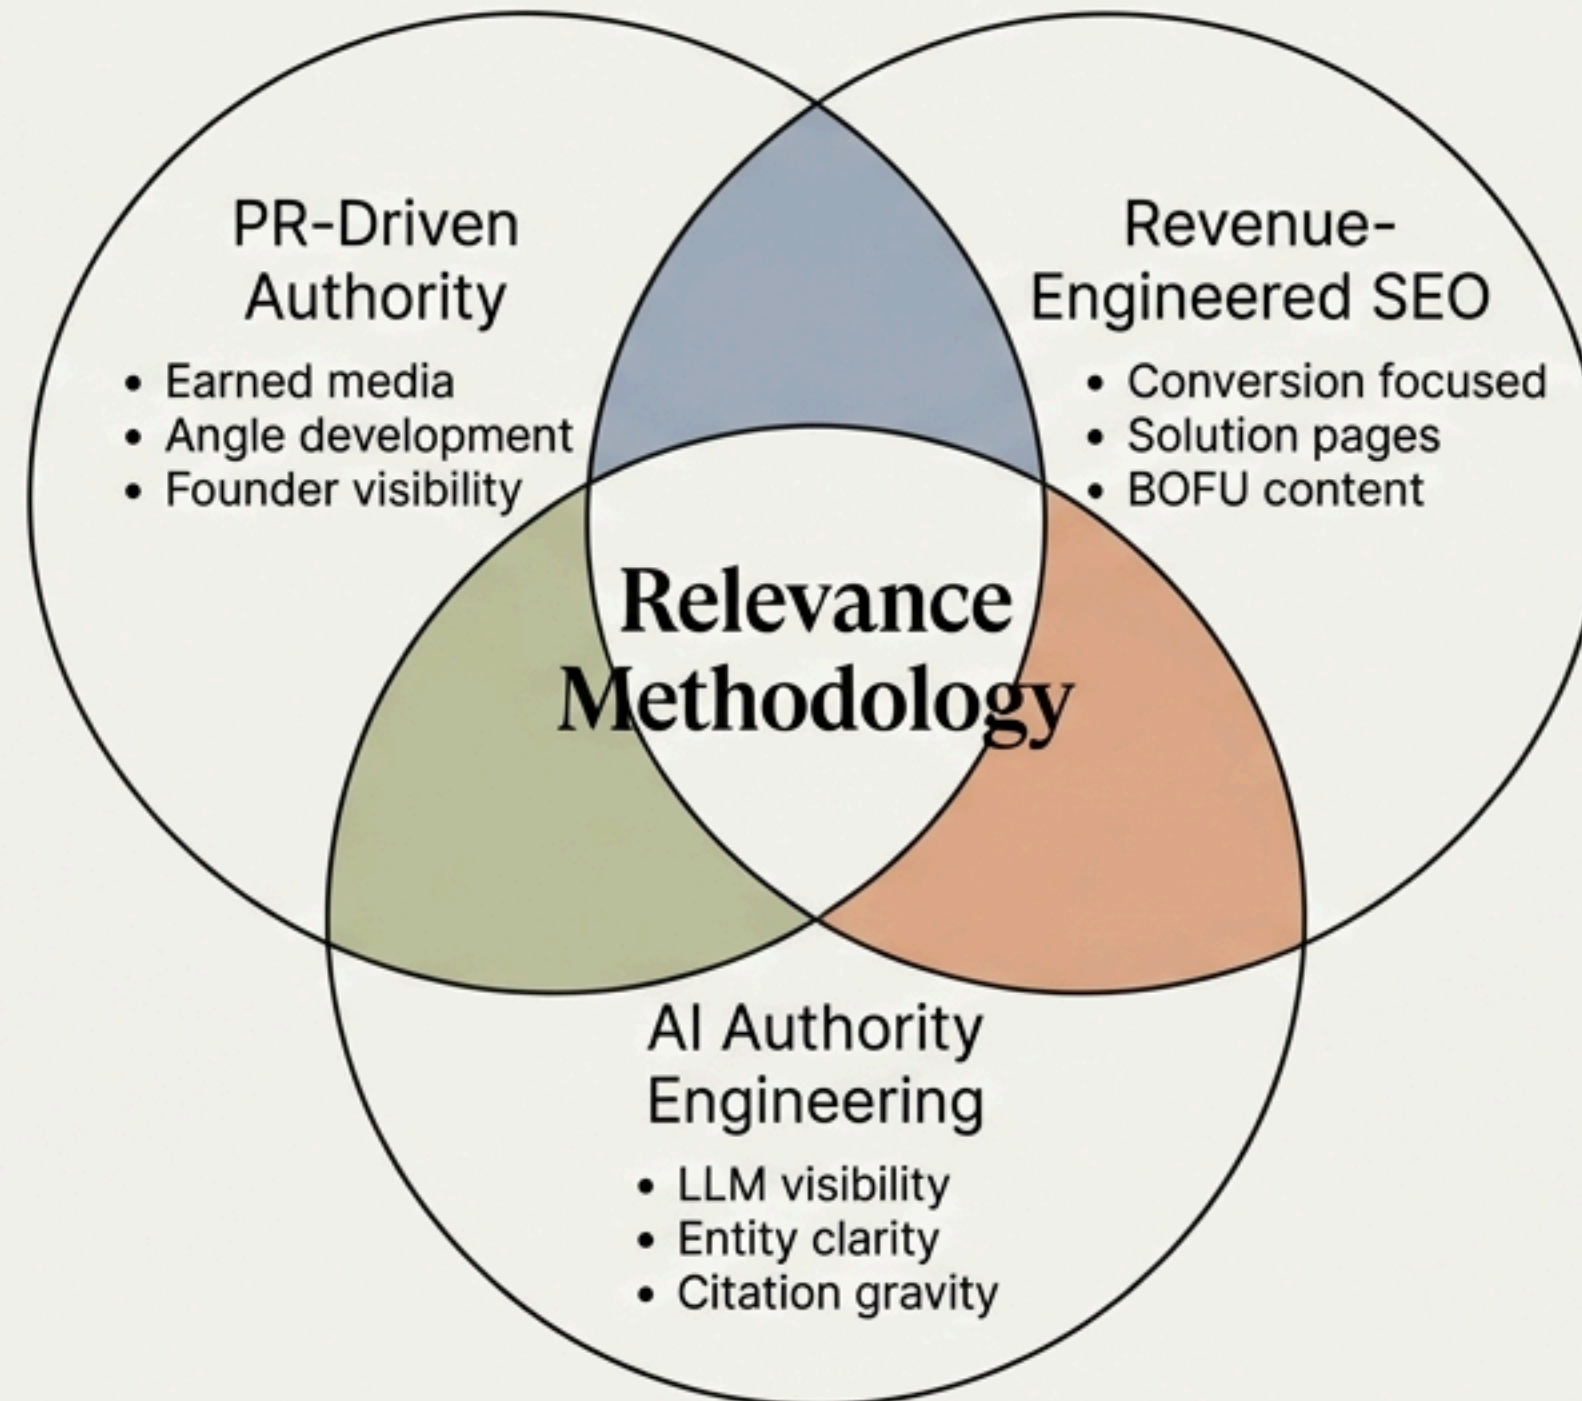 PR-Driven
Authority
• Earned media
• Angle development
• Founder visibility
Revenue-
Engineered SEO
• Conversion focused
• Solution pages
• BOFU content
Relevance
Methodology
AI Authority
Engineering
• LLM visibility
• Entity clarity
• Citation gravity